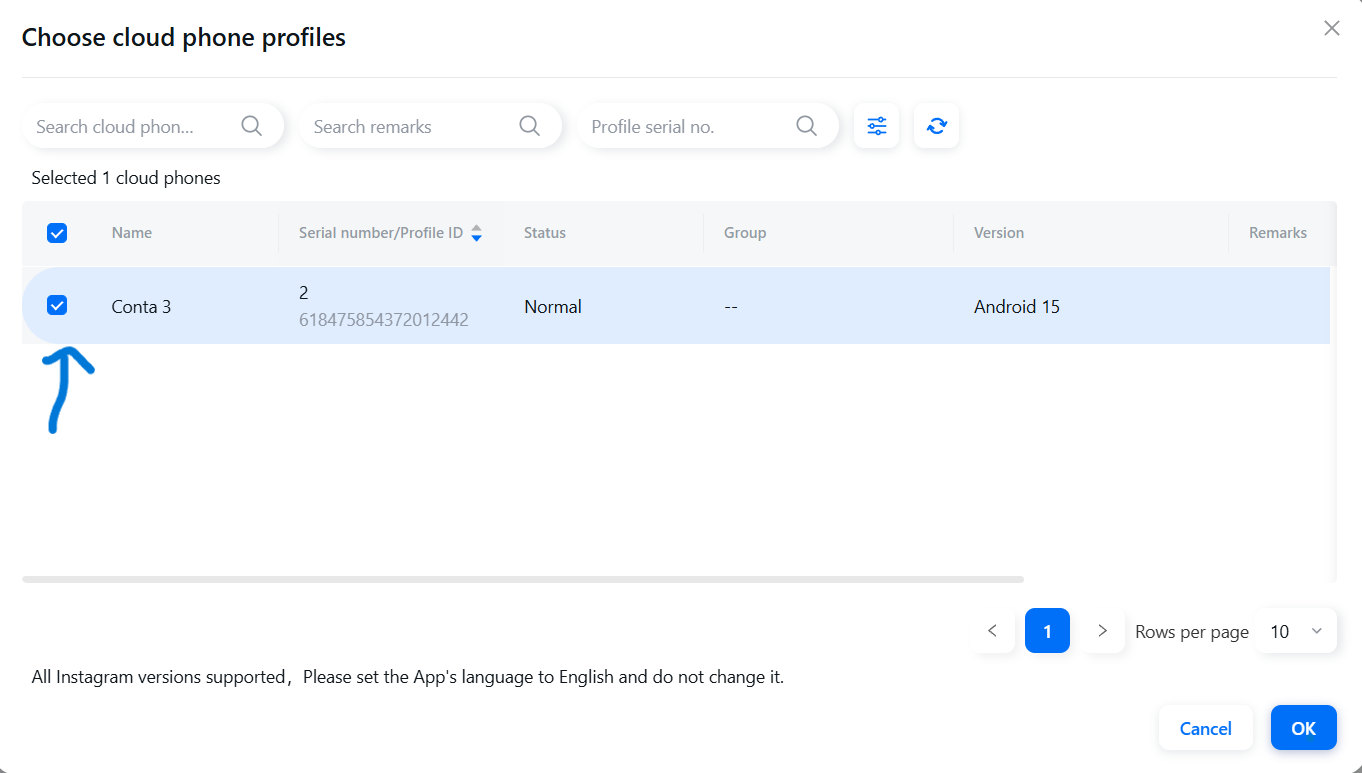 Choose cloud phone profiles
Search cloud phon...
Search remarks
Profile serial no.
Selected 1 cloud phones
Name
Serial number/Profile ID
Status
Group
Version
Remarks
Conta 3
2
618475854372012442
Normal
--
Android 15
1
Rows per page
10
All Instagram versions supported，Please set the App's language to English and do not change it.
Cancel
OK